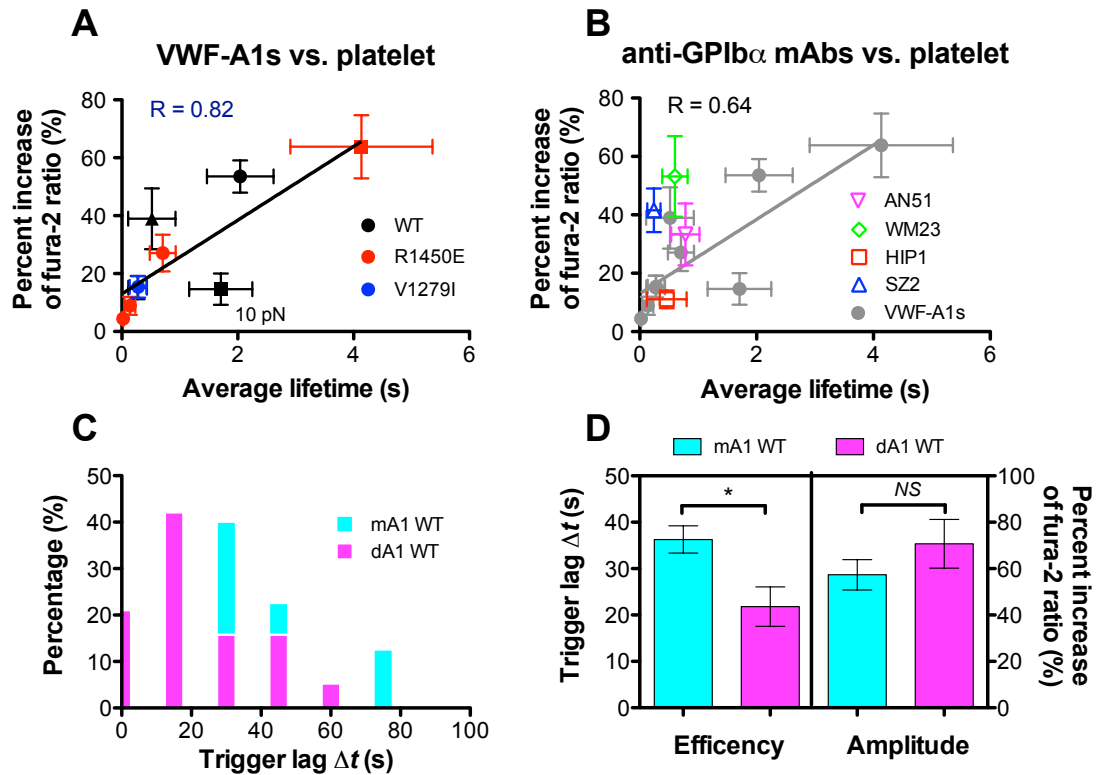 A
VWF-A1s vs. platelet
Percent increase
of fura-2 ratio (%)
80
60
40
20
0
R = 0.82
WT
R1450E
V1279I
10 pN
0 2 4 6
Average lifetime (s)
B
anti-GPIbα mAbs vs. platelet
Percent increase
of fura-2 ratio (%)
80
60
40
20
0
R = 0.64
AN51
WM23
HIP1
SZ2
VWF-A1s
0 2 4 6
Average lifetime (s)
C
Percentage (%)
50
40
30
20
10
0
mA1 WT
dA1 WT
0 20 40 60 80 100
Trigger lag Δt (s)
D
mA1 WT dA1 WT
Trigger lag Δt (s)
50
40
30
20
10
0
*
NS
100
80
60
40
20
0
Percent increase
of fura-2 ratio (%)
Efficency Amplitude